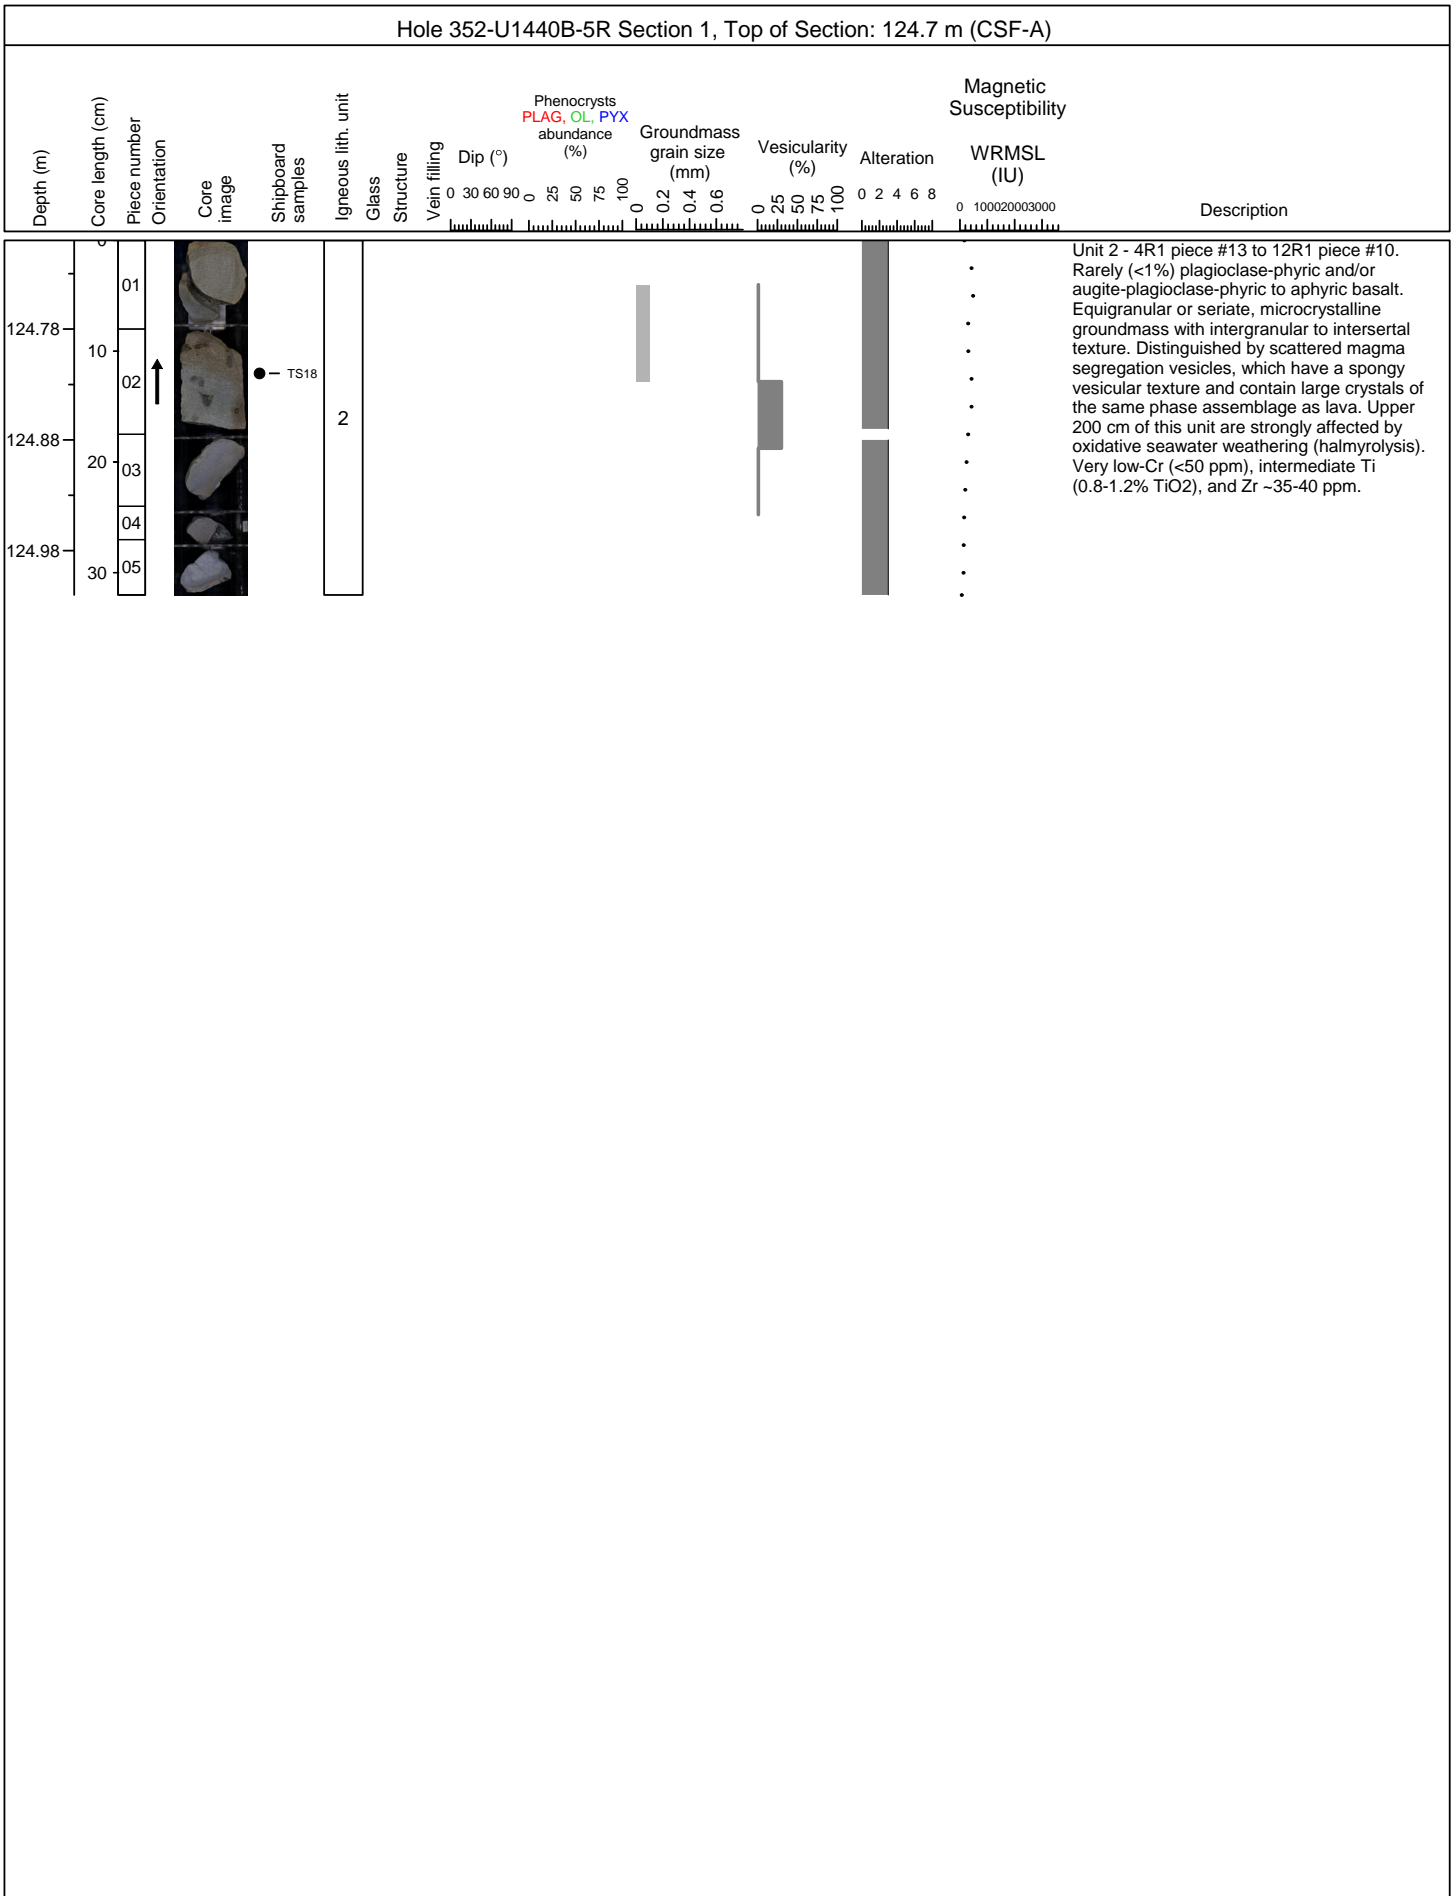 Hole 352-U1440B-5R Section 1, Top of Section: 124.7 m (CSF-A)
Depth (m)
Core length (cm)
Piece number
Orientation
Core
image
Shipboard
samples
Igneous lith. unit
Glass
Structure
Vein filling
Dip (°)
0 30 60 90
Phenocrysts
PLAG, OL, PYX
abundance
(%)
0 25 50 75 100
Groundmass
grain size
(mm)
0 0.2 0.4 0.6
Vesicularity
(%)
0 25 50 75 100
Alteration
0 2 4 6 8
Magnetic
Susceptibility
WRMSL
(IU)
0 100020003000
Description
124.78
124.88
124.98
0
10
20
30
01
02
03
04
05
TS18
2
Unit 2 - 4R1 piece #13 to 12R1 piece #10.
Rarely (<1%) plagioclase-phyric and/or
augite-plagioclase-phyric to aphyric basalt.
Equigranular or seriate, microcrystalline
groundmass with intergranular to intersertal
texture. Distinguished by scattered magma
segregation vesicles, which have a spongy
vesicular texture and contain large crystals of
the same phase assemblage as lava. Upper
200 cm of this unit are strongly affected by
oxidative seawater weathering (halmyrolysis).
Very low-Cr (<50 ppm), intermediate Ti
(0.8-1.2% TiO2), and Zr ~35-40 ppm.